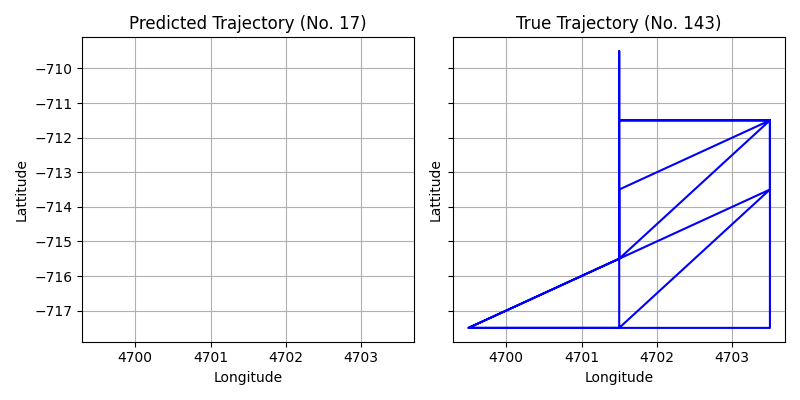 Predicted Trajectory (No. 17)
−710
−711
−712
−713
−714
−715
−716
−717
Lattitude
4700 4701 4702 4703
Longitude
True Trajectory (No. 143)
Lattitude
4700 4701 4702 4703
Longitude